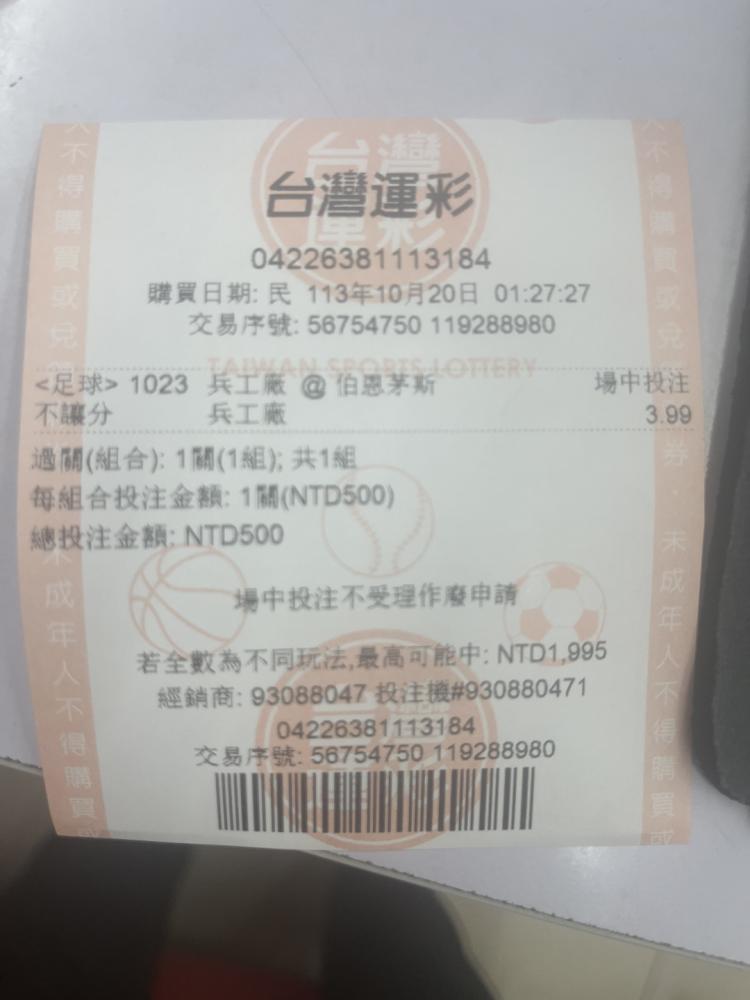 台灣運彩
04226381113184
購買日期: 民 113年10月20日 01:27:27
交易序號: 56754750 119288980
TAIWAN SPORTS LOTTERY
<足球> 1023 兵工廠 @ 伯恩茅斯 場中投注
不讓分 兵工廠 3.99
過關(組合): 1關(1組); 共1組
每組合投注金額: 1關(NTD500)
總投注金額: NTD500
場中投注不受理作廢申請
若全數為不同玩法,最高可能中: NTD1,995
經銷商: 93088047 投注機#930880471
04226381113184
交易序號: 56754750 119288980
人不得購買或兌
未成年人不得購買或
人不得購買或兌
券．未成年人不得購買或